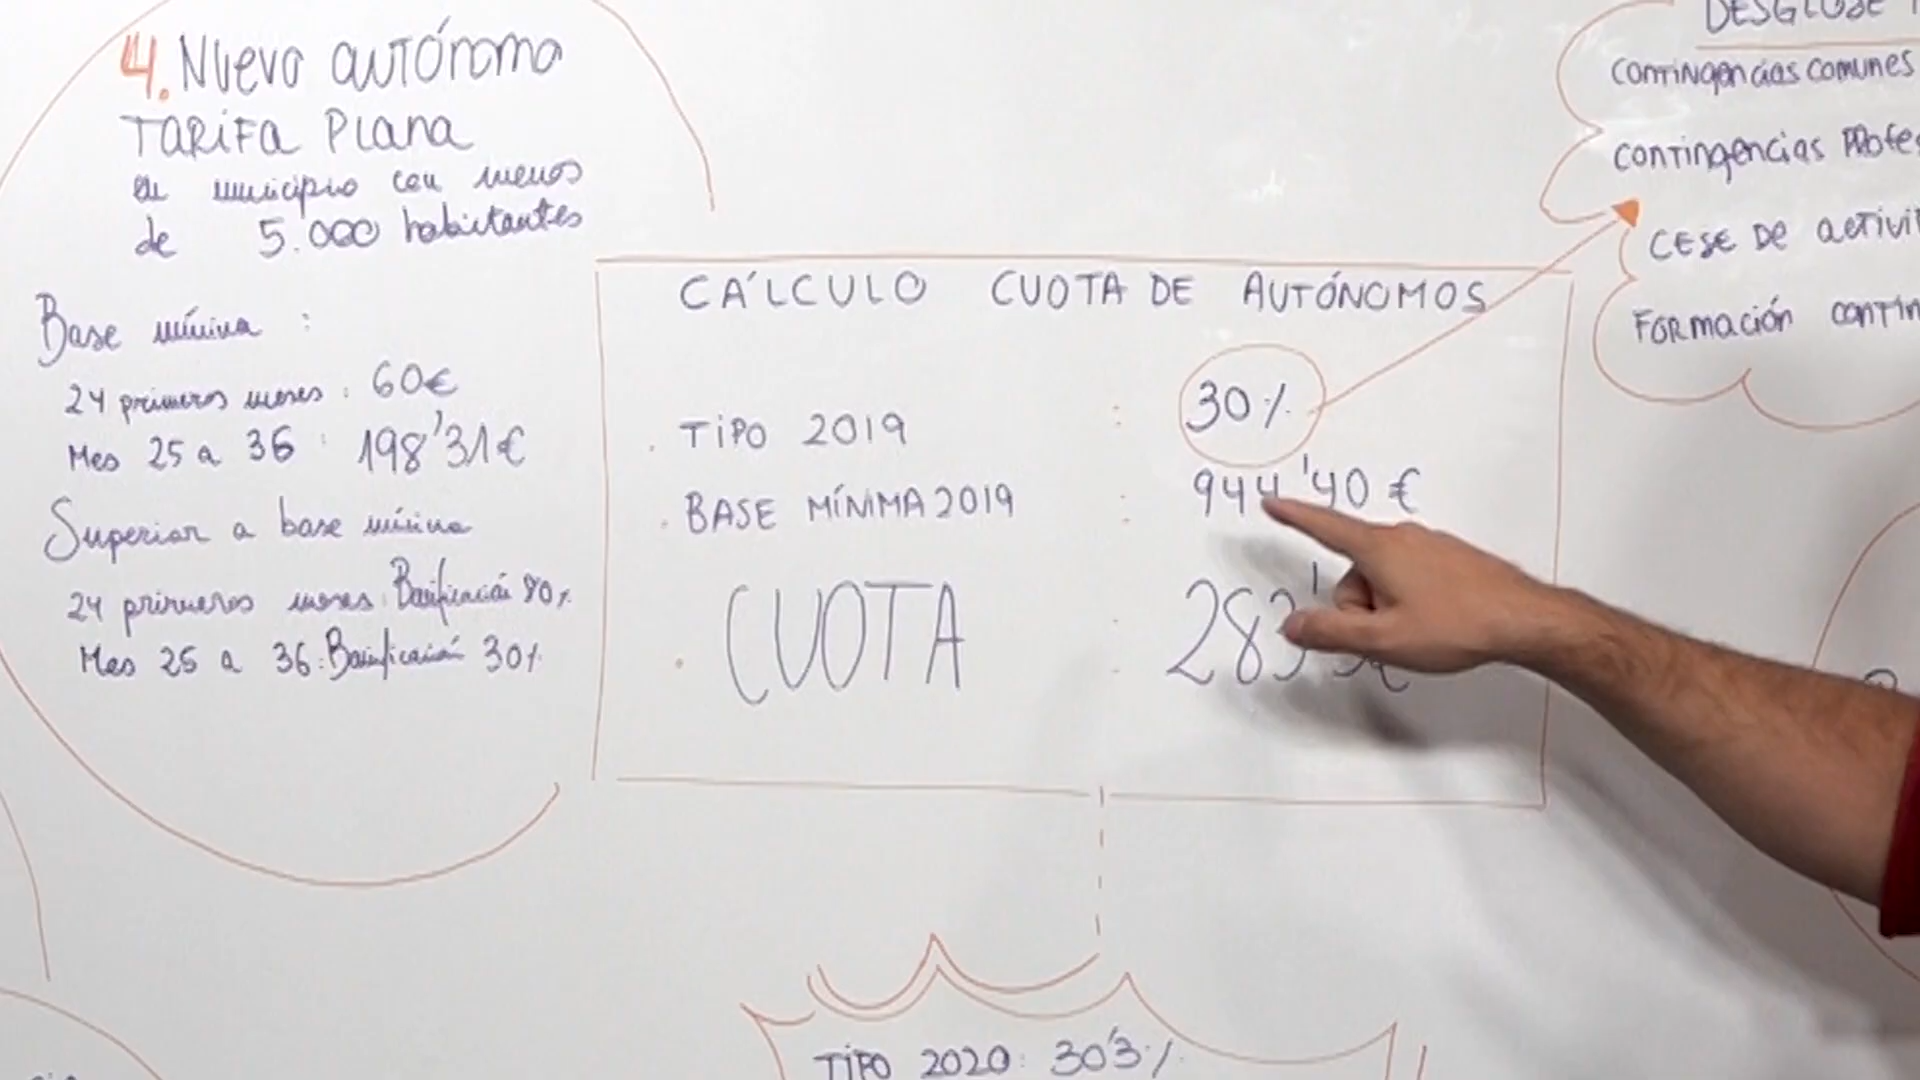 4. Nuevo autónomo
TARIFA PLANA
en municipio con menos
de 5.000 habitantes
Base mínima :
24 primeros meses : 60€
Mes 25 a 36 : 198'31€
Superior a base mínima
24 primeros meses: Bonificación 80%
Mes 25 a 36: Bonificación 30%
CÁLCULO CUOTA DE AUTÓNOMOS
. TIPO 2019 : 30%
. BASE MÍNIMA 2019 : 944'40 €
. CUOTA : 283'
DESGLOSE
CONTINGENCIAS COMUNES
CONTINGENCIAS PROFES
CESE DE ACTIVI
FORMACIÓN CONTIN
TIPO 2020: 30'3%